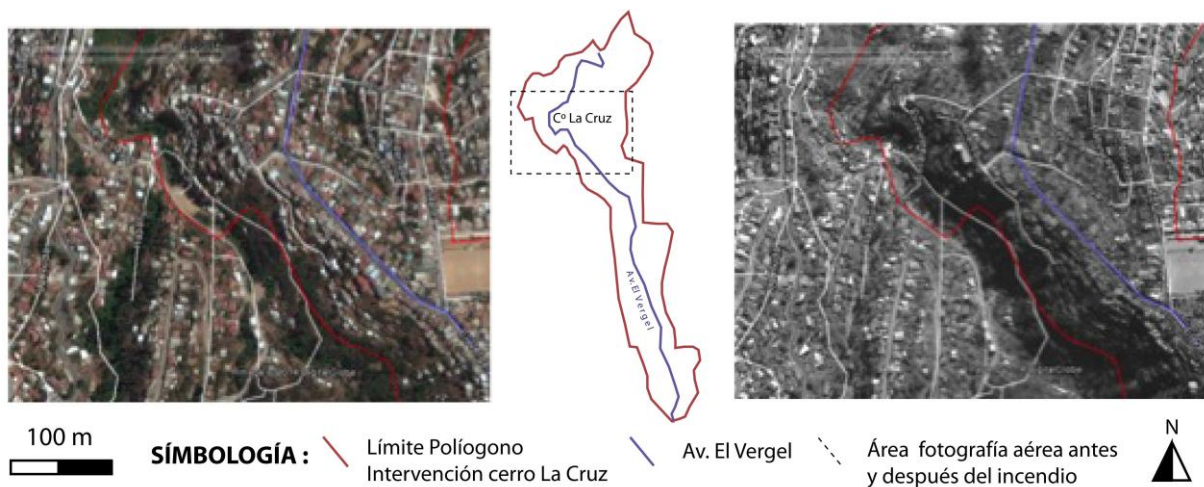 Cº La Cruz
Av. El Vergel
100 m
SÍMBOLOGÍA :
Límite Políogono
Intervención cerro La Cruz
Av. El Vergel
Área fotografía aérea antes
y después del incendio
N